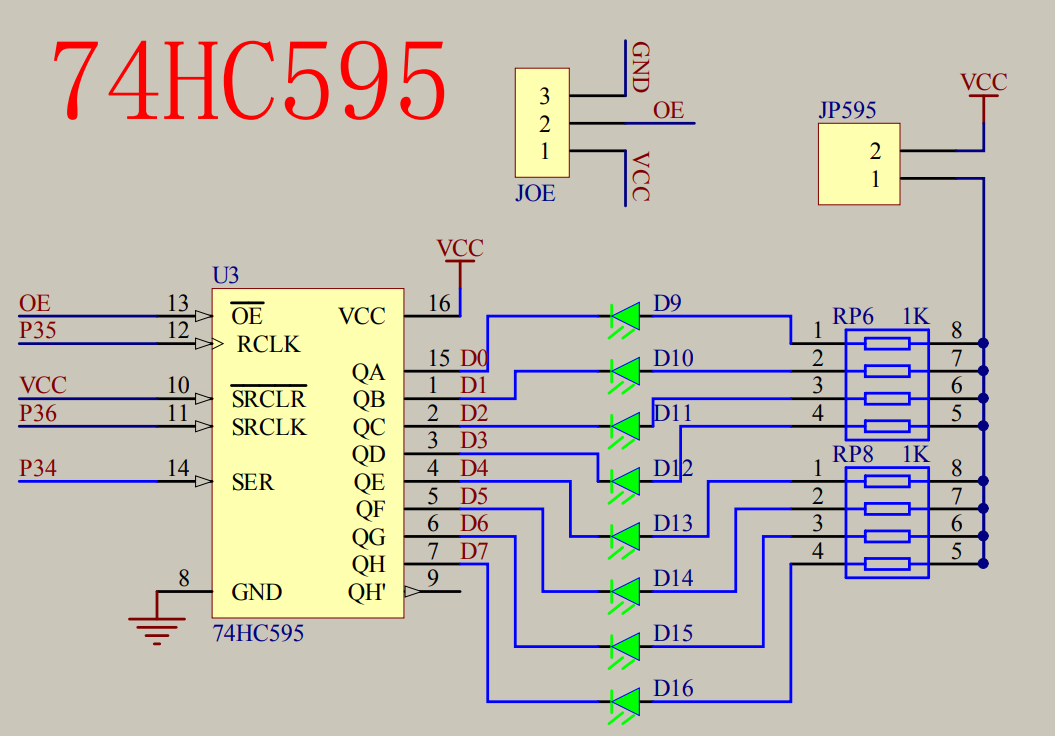 74HC595
GND
3
2
OE
1
VCC
JOE
VCC
JP595
2
1
U3
VCC
OE 13 OE VCC 16
P35 12 RCLK
QA 15 D0
VCC 10 SRCLR QB 1 D1
P36 11 SRCLK QC 2 D2
QD 3 D3
P34 14 SER QE 4 D4
QF 5 D5
QG 6 D6
QH 7 D7
8 GND QH' 9
74HC595
D9
D10
D11
D12
D13
D14
D15
D16
RP6 1K
1 8
2 7
3 6
4 5
RP8 1K
1 8
2 7
3 6
4 5